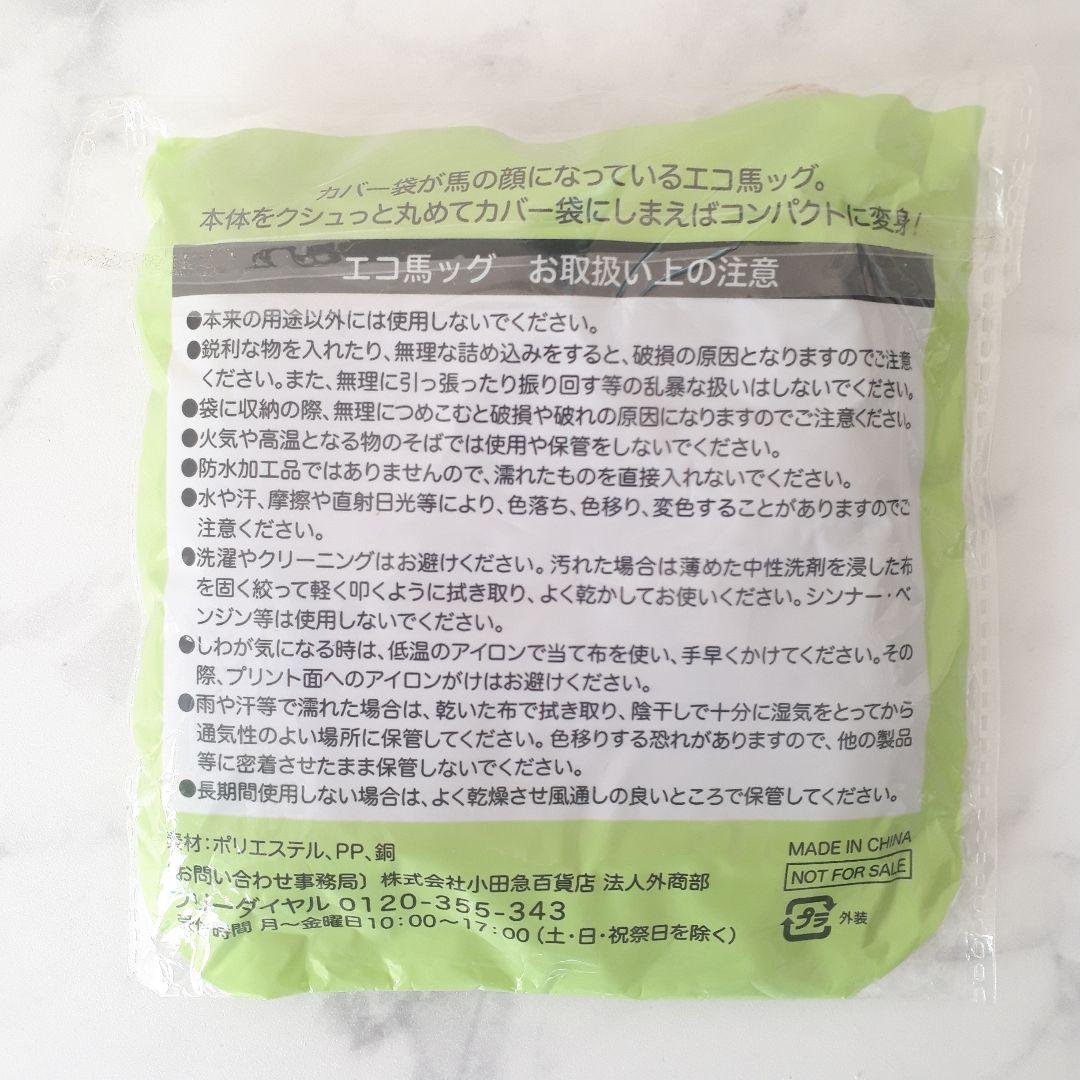 カバー袋が馬の顔になっているエコ馬ッグ。
本体をクシュっと丸めてカバー袋にしまえばコンパクトに変身!
エコ馬ッグ お取扱い上の注意
●本来の用途以外には使用しないでください。
●鋭利な物を入れたり、無理な詰め込みをすると、破損の原因となりますのでご注意
ください。また、無理に引っ張ったり振り回す等の乱暴な扱いはしないでください。
●袋に収納の際、無理につめこむと破損や破れの原因になりますのでご注意ください。
●火気や高温となる物のそばでは使用や保管をしないでください。
●防水加工品ではありませんので、濡れたものを直接入れないでください。
●水や汗、摩擦や直射日光等により、色落ち、色移り、変色することがありますのでご
注意ください。
●洗濯やクリーニングはお避けください。汚れた場合は薄めた中性洗剤を浸した布
を固く絞って軽く叩くように拭き取り、よく乾かしてお使いください。シンナー・ベ
ンジン等は使用しないでください。
●しわが気になる時は、低温のアイロンで当て布を使い、手早くかけてください。その
際、プリント面へのアイロンがけはお避けください。
●雨や汗等で濡れた場合は、乾いた布で拭き取り、陰干しで十分に湿気をとってから
通気性のよい場所に保管してください。色移りする恐れがありますので、他の製品
等に密着させたまま保管しないでください。
●長期間使用しない場合は、よく乾燥させ風通しの良いところで保管してください。
素材:ポリエステル、PP、銅
(お問い合わせ事務局) 株式会社小田急百貨店 法人外商部
フリーダイヤル 0120-355-343
受付時間 月~金曜日10:00~17:00(土・日・祝祭日を除く)
MADE IN CHINA
NOT FOR SALE
プラ 外装